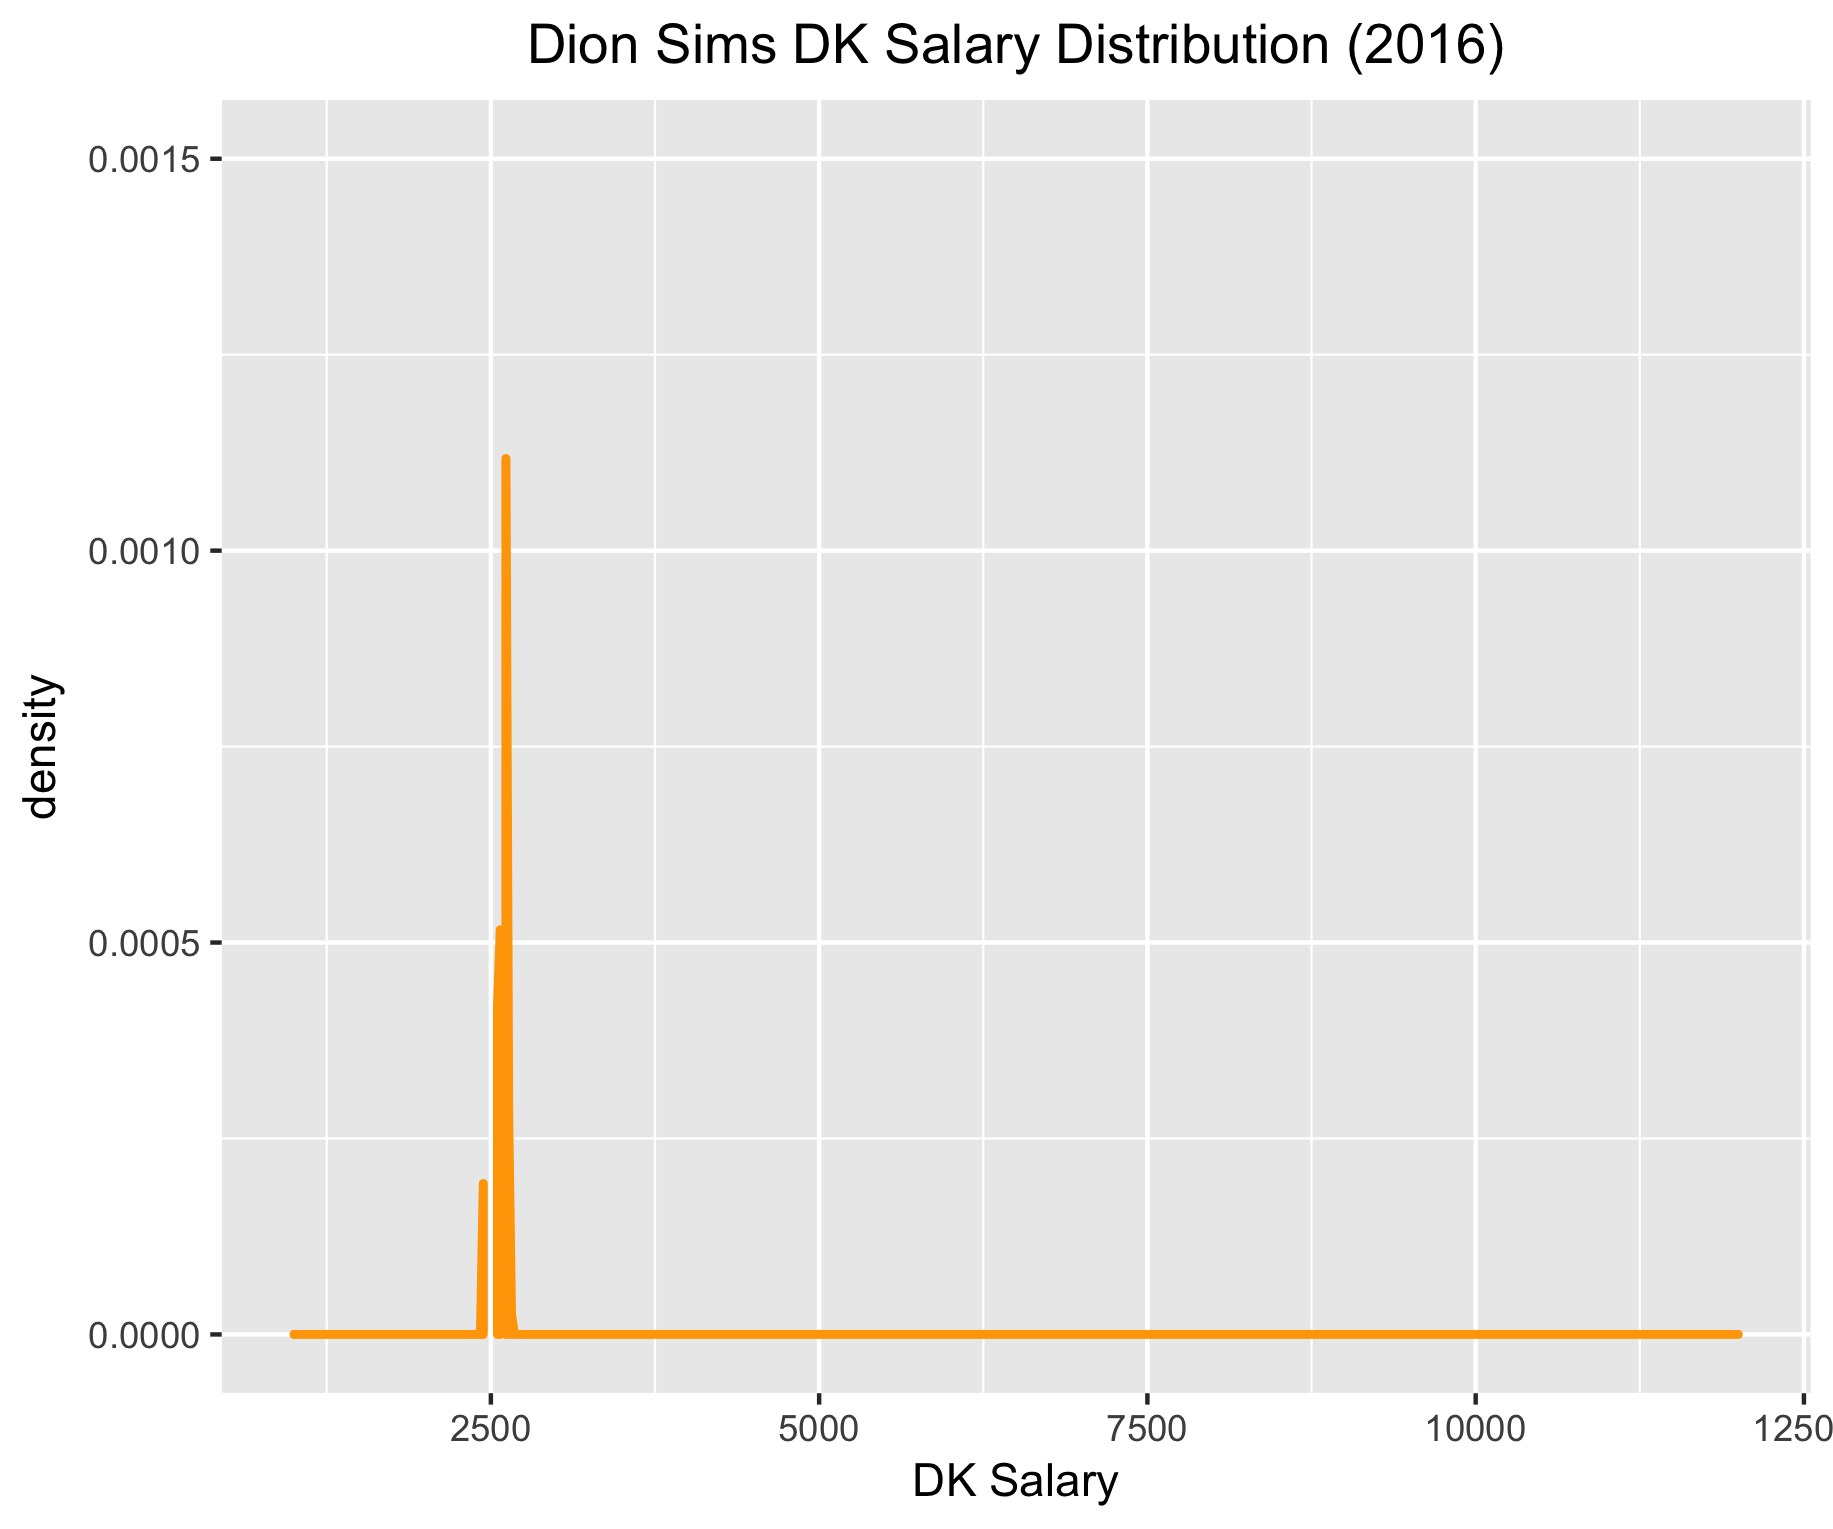 Dion Sims DK Salary Distribution (2016)
0.0015
0.0010
0.0005
0.0000
density
2500 5000 7500 10000 1250
DK Salary